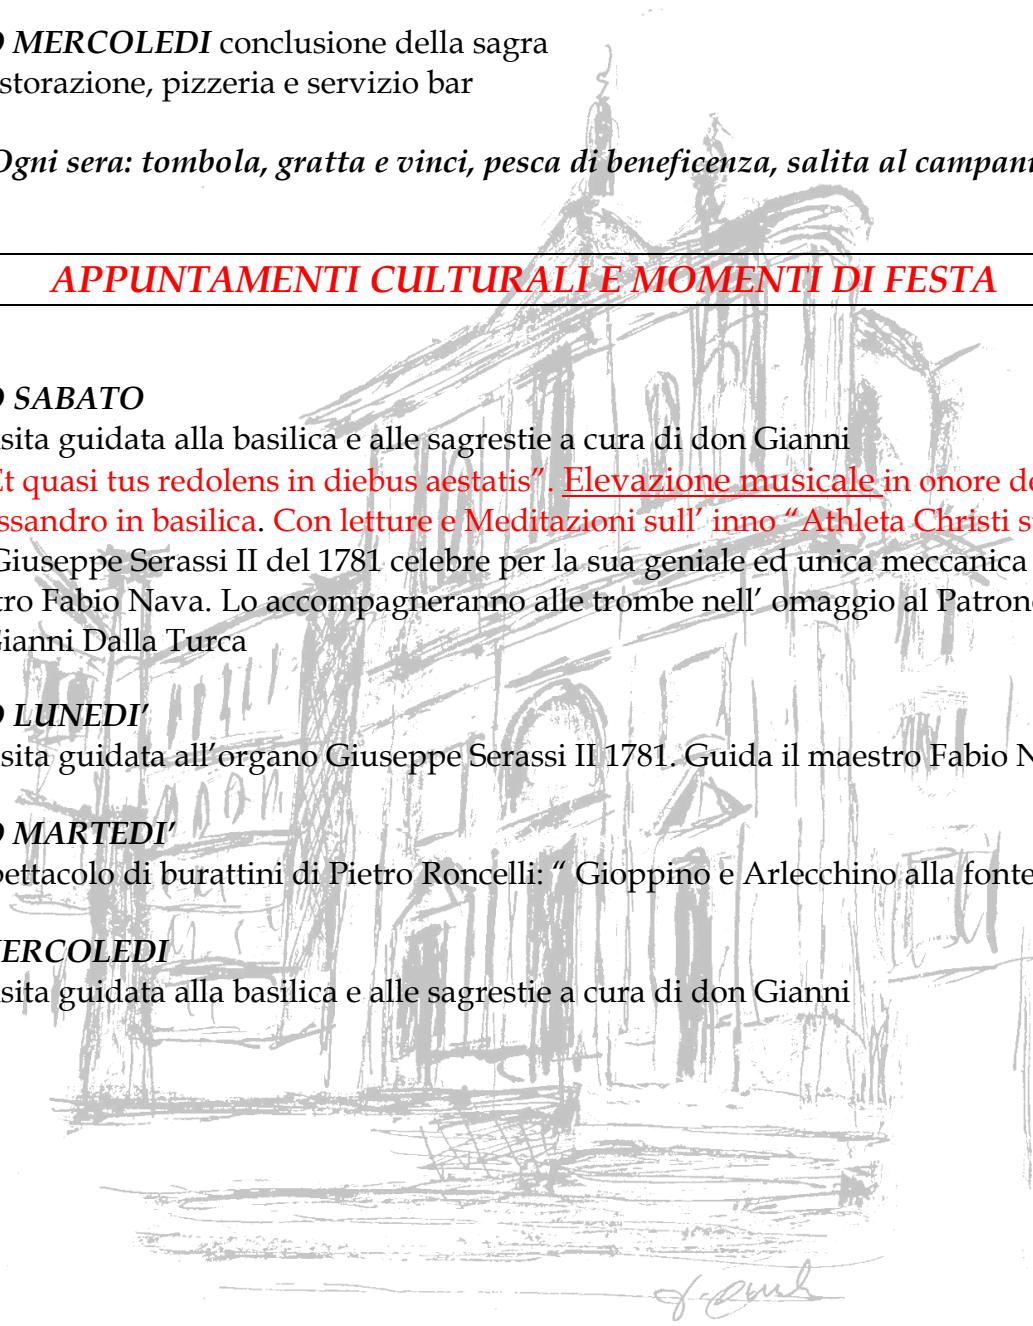 MERCOLEDI conclusione della sagra
storazione, pizzeria e servizio bar
Ogni sera: tombola, gratta e vinci, pesca di beneficenza, salita al campani
APPUNTAMENTI CULTURALI E MOMENTI DI FESTA
SABATO
sita guidata alla basilica e alle sagrestie a cura di don Gianni
Et quasi tus redolens in diebus aestatis”. Elevazione musicale in onore de
ssandro in basilica. Con letture e Meditazioni sull’ inno “Athleta Christi s
Giuseppe Serassi II del 1781 celebre per la sua geniale ed unica meccanica
tro Fabio Nava. Lo accompagneranno alle trombe nell’ omaggio al Patrono
Gianni Dalla Turca
LUNEDI’
sita guidata all’organo Giuseppe Serassi II 1781. Guida il maestro Fabio N
MARTEDI’
pettacolo di burattini di Pietro Roncelli: “ Gioppino e Arlecchino alla fonte
MERCOLEDI
sita guidata alla basilica e alle sagrestie a cura di don Gianni